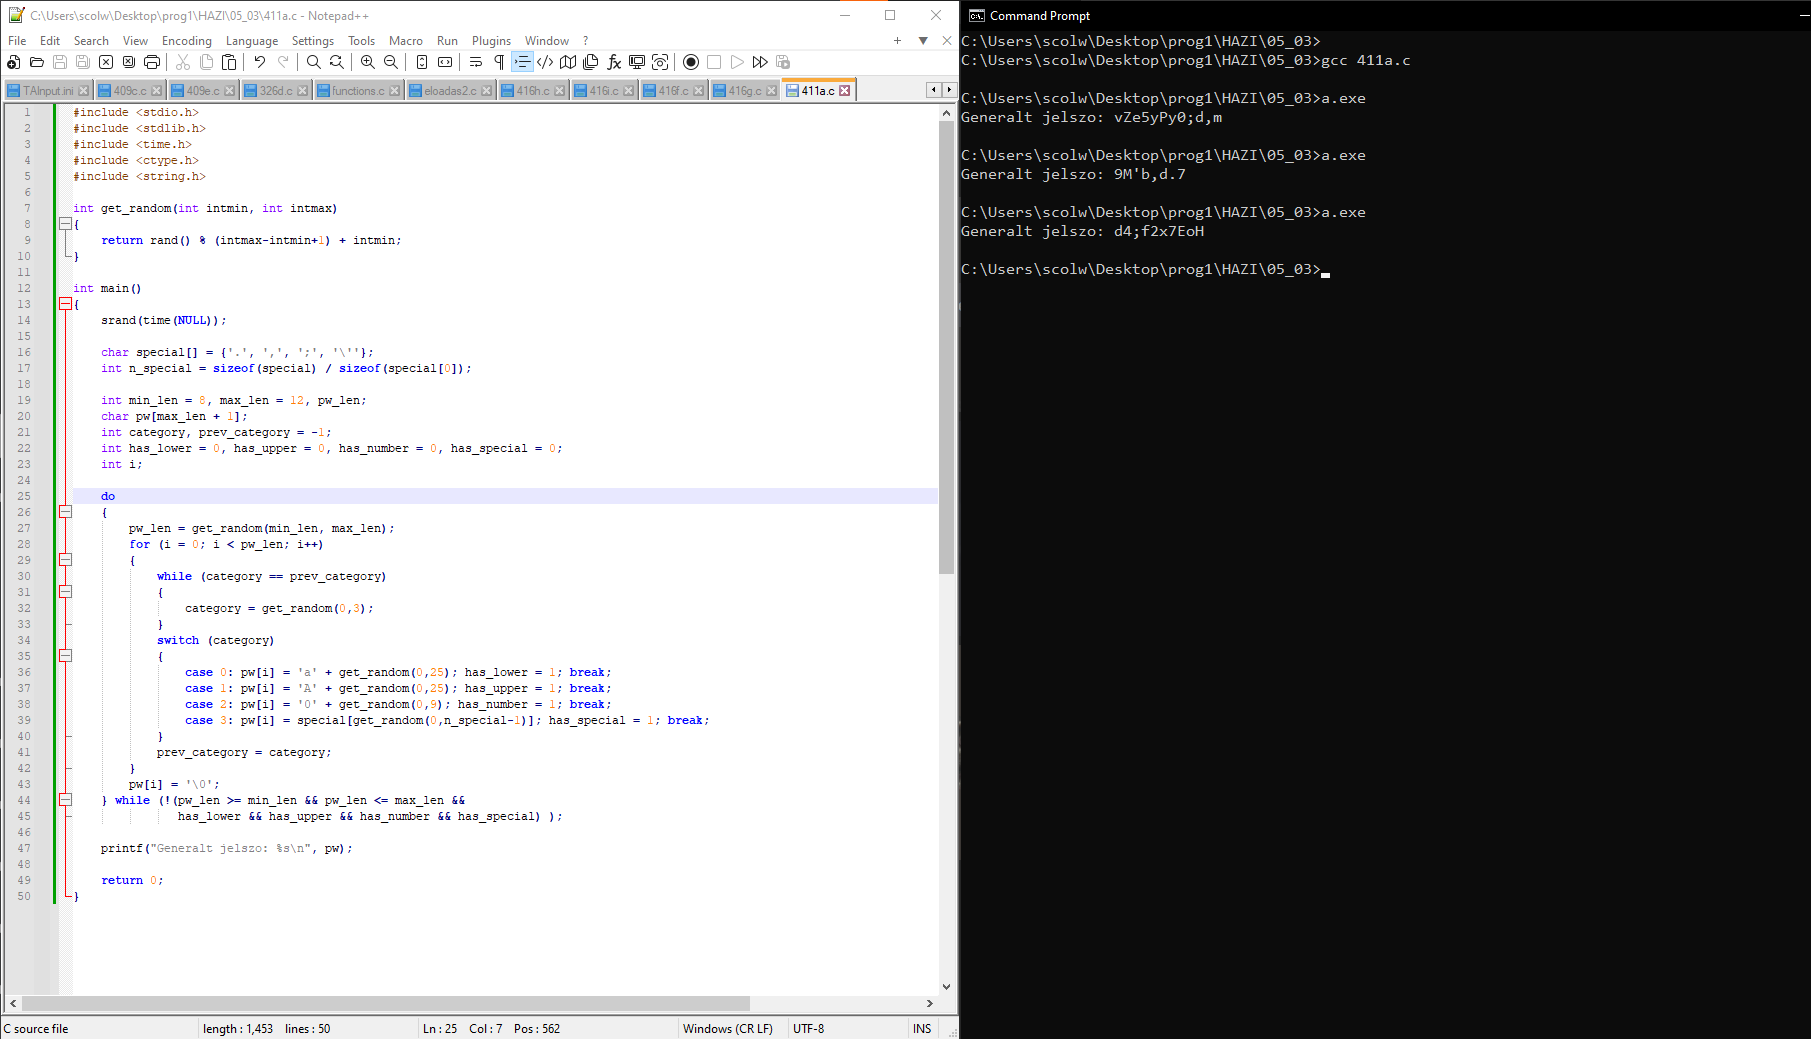 C:\Users\scolw\Desktop\prog1\HAZI\05_03\411a.c - Notepad++
File Edit Search View Encoding Language Settings Tools Macro Run Plugins Window ?
TAInput.ini 409c.c 409e.c 326d.c functions.c eloadas2.c 416h.c 416i.c 416f.c 416g.c 411a.c
1 #include <stdio.h>
2 #include <stdlib.h>
3 #include <time.h>
4 #include <ctype.h>
5 #include <string.h>
6
7 int get_random(int intmin, int intmax)
8 {
9 return rand() % (intmax-intmin+1) + intmin;
10 }
11
12 int main()
13 {
14 srand(time(NULL));
15
16 char special[] = {'.', ',', ';', '\''};
17 int n_special = sizeof(special) / sizeof(special[0]);
18
19 int min_len = 8, max_len = 12, pw_len;
20 char pw[max_len + 1];
21 int category, prev_category = -1;
22 int has_lower = 0, has_upper = 0, has_number = 0, has_special = 0;
23 int i;
24
25 do
26 {
27 pw_len = get_random(min_len, max_len);
28 for (i = 0; i < pw_len; i++)
29 {
30 while (category == prev_category)
31 {
32 category = get_random(0,3);
33 }
34 switch (category)
35 {
36 case 0: pw[i] = 'a' + get_random(0,25); has_lower = 1; break;
37 case 1: pw[i] = 'A' + get_random(0,25); has_upper = 1; break;
38 case 2: pw[i] = '0' + get_random(0,9); has_number = 1; break;
39 case 3: pw[i] = special[get_random(0,n_special-1)]; has_special = 1; break;
40 }
41 prev_category = category;
42 }
43 pw[i] = '\0';
44 } while (!(pw_len >= min_len && pw_len <= max_len &&
45 has_lower && has_upper && has_number && has_special) );
46
47 printf("Generalt jelszo: %s\n", pw);
48
49 return 0;
50 }
C source file length : 1,453 lines : 50 Ln : 25 Col : 7 Pos : 562 Windows (CR LF) UTF-8 INS
Command Prompt
C:\Users\scolw\Desktop\prog1\HAZI\05_03>
C:\Users\scolw\Desktop\prog1\HAZI\05_03>gcc 411a.c
C:\Users\scolw\Desktop\prog1\HAZI\05_03>a.exe
Generalt jelszo: vZe5yPy0;d,m
C:\Users\scolw\Desktop\prog1\HAZI\05_03>a.exe
Generalt jelszo: 9M'b,d.7
C:\Users\scolw\Desktop\prog1\HAZI\05_03>a.exe
Generalt jelszo: d4;f2x7EoH
C:\Users\scolw\Desktop\prog1\HAZI\05_03>